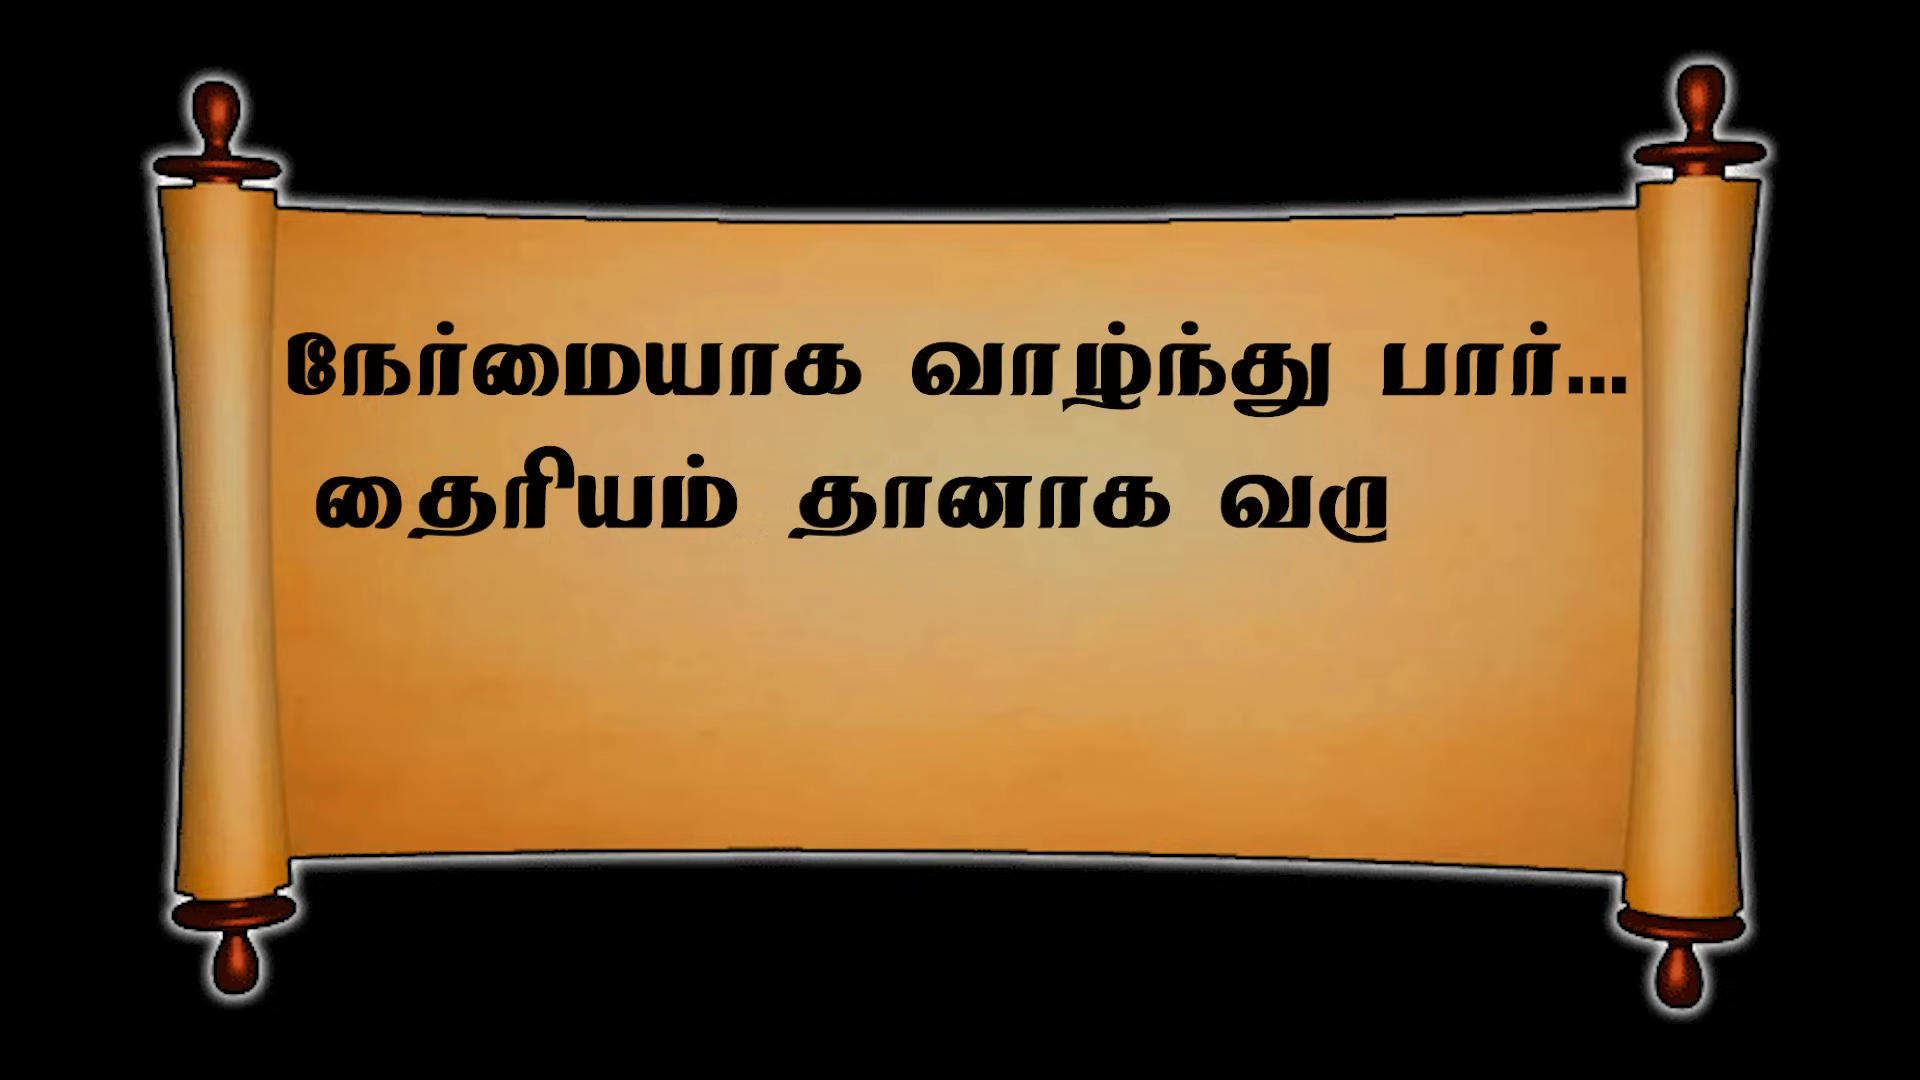 நேர்மையாக வாழ்ந்து பார்...
தைரியம் தானாக வரு